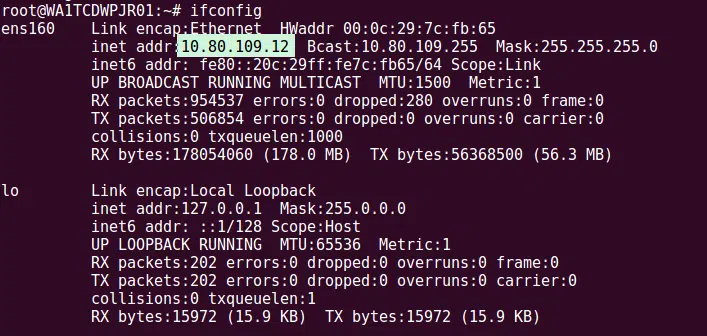 root@WA1TCDWPJR01:~# ifconfig
ens160    Link encap:Ethernet  HWaddr 00:0c:29:7c:fb:65
          inet addr:10.80.109.12  Bcast:10.80.109.255  Mask:255.255.255.0
          inet6 addr: fe80::20c:29ff:fe7c:fb65/64 Scope:Link
          UP BROADCAST RUNNING MULTICAST  MTU:1500  Metric:1
          RX packets:954537 errors:0 dropped:280 overruns:0 frame:0
          TX packets:506854 errors:0 dropped:0 overruns:0 carrier:0
          collisions:0 txqueuelen:1000
          RX bytes:178054060 (178.0 MB)  TX bytes:56368500 (56.3 MB)
lo        Link encap:Local Loopback
          inet addr:127.0.0.1  Mask:255.0.0.0
          inet6 addr: ::1/128 Scope:Host
          UP LOOPBACK RUNNING  MTU:65536  Metric:1
          RX packets:202 errors:0 dropped:0 overruns:0 frame:0
          TX packets:202 errors:0 dropped:0 overruns:0 carrier:0
          collisions:0 txqueuelen:1
          RX bytes:15972 (15.9 KB)  TX bytes:15972 (15.9 KB)